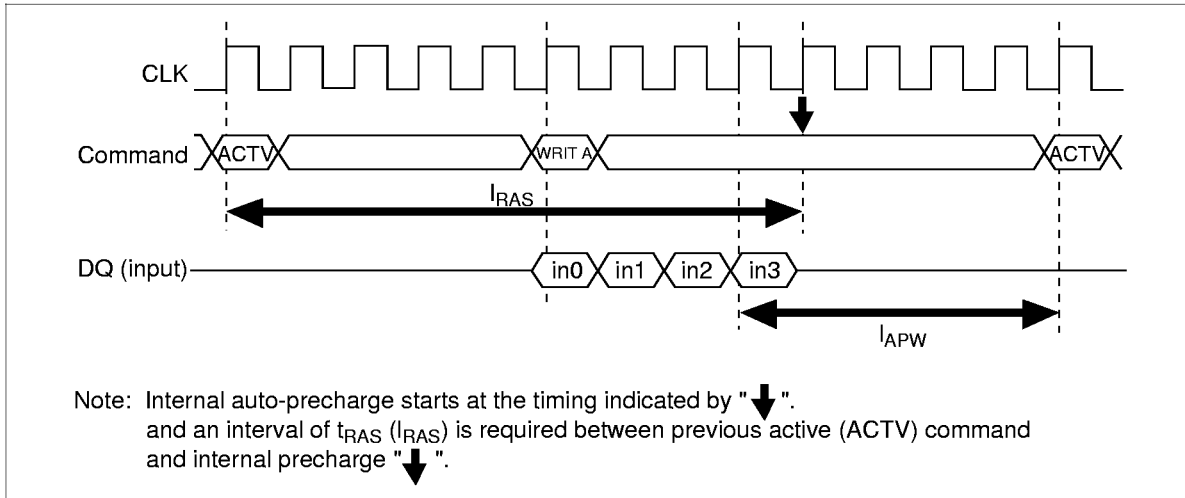 CLK
Command ACTV WRIT A ACTV
lRAS
DQ (input) in0 in1 in2 in3
lAPW
Note: Internal auto-precharge starts at the timing indicated by " ".
and an interval of tRAS (lRAS) is required between previous active (ACTV) command
and internal precharge " ".